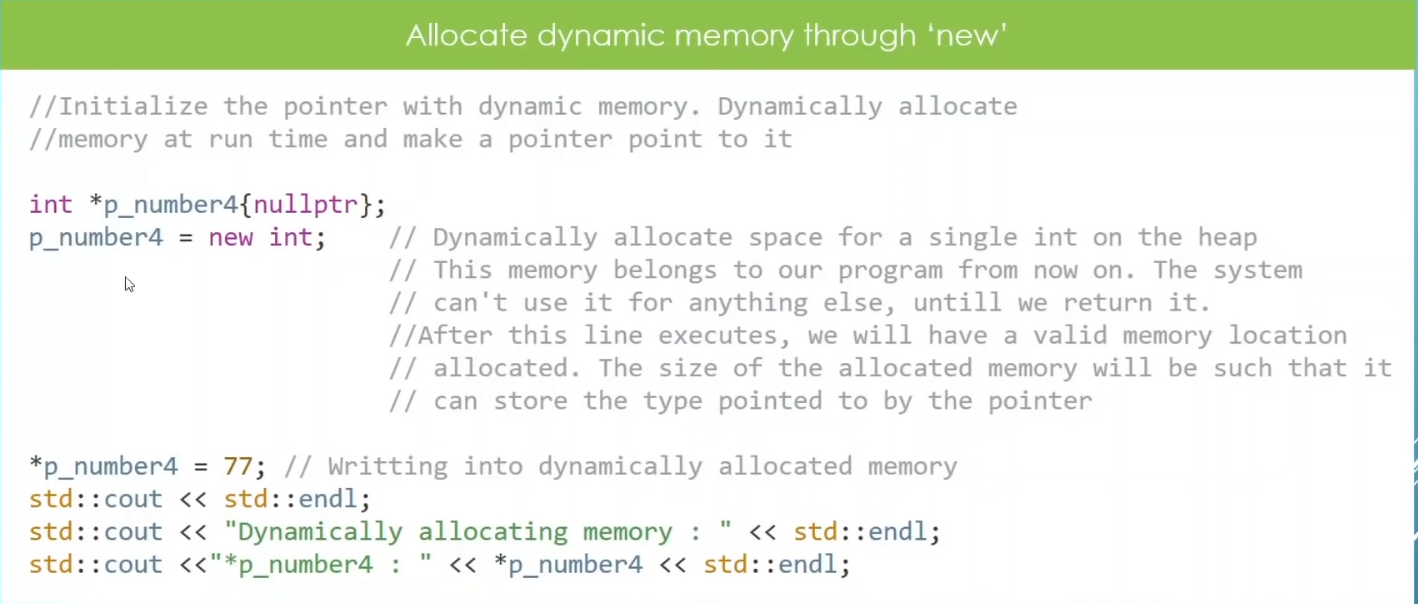 Allocate dynamic memory through ‘new’
//Initialize the pointer with dynamic memory. Dynamically allocate
//memory at run time and make a pointer point to it
int *p_number4{nullptr};
p_number4 = new int; // Dynamically allocate space for a single int on the heap
// This memory belongs to our program from now on. The system
// can't use it for anything else, untill we return it.
//After this line executes, we will have a valid memory location
// allocated. The size of the allocated memory will be such that it
// can store the type pointed to by the pointer
*p_number4 = 77; // Writting into dynamically allocated memory
std::cout << std::endl;
std::cout << "Dynamically allocating memory : " << std::endl;
std::cout <<"*p_number4 : " << *p_number4 << std::endl;